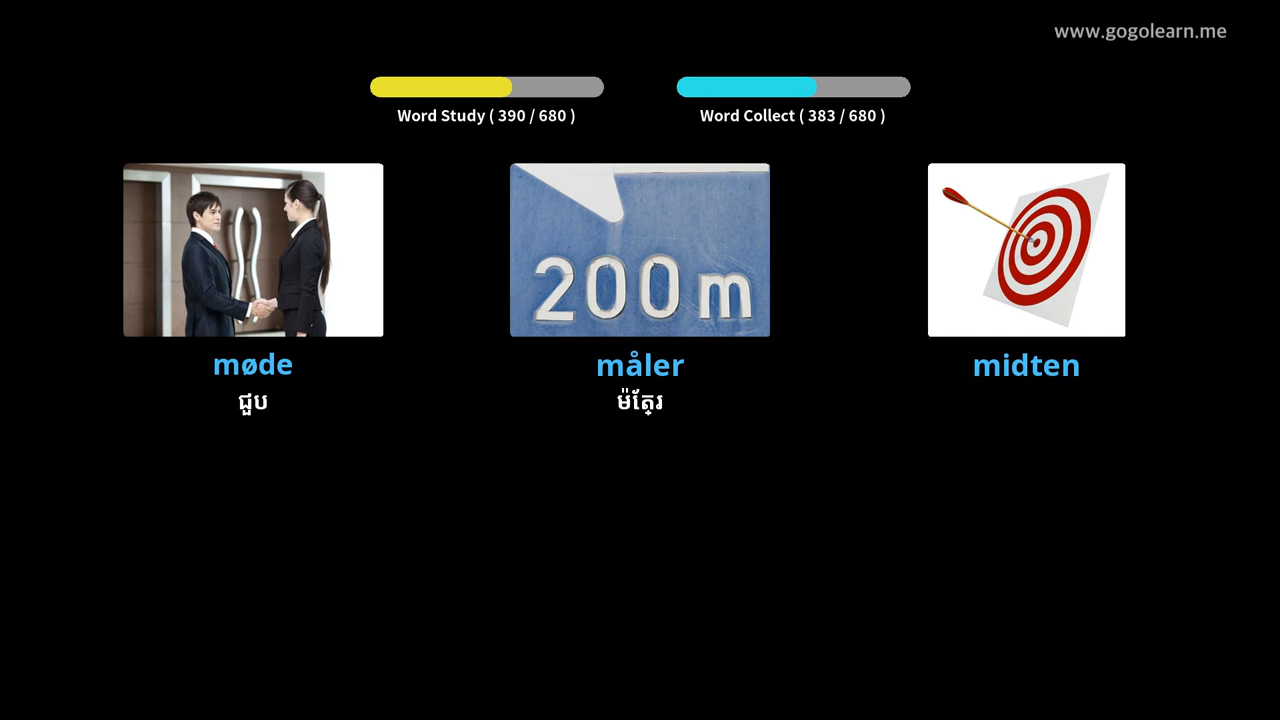 www.gogolearn.me
Word Study ( 390 / 680 )
Word Collect ( 383 / 680 )
200 m
møde
måler
midten
ជួប
ម៉ែត្រ